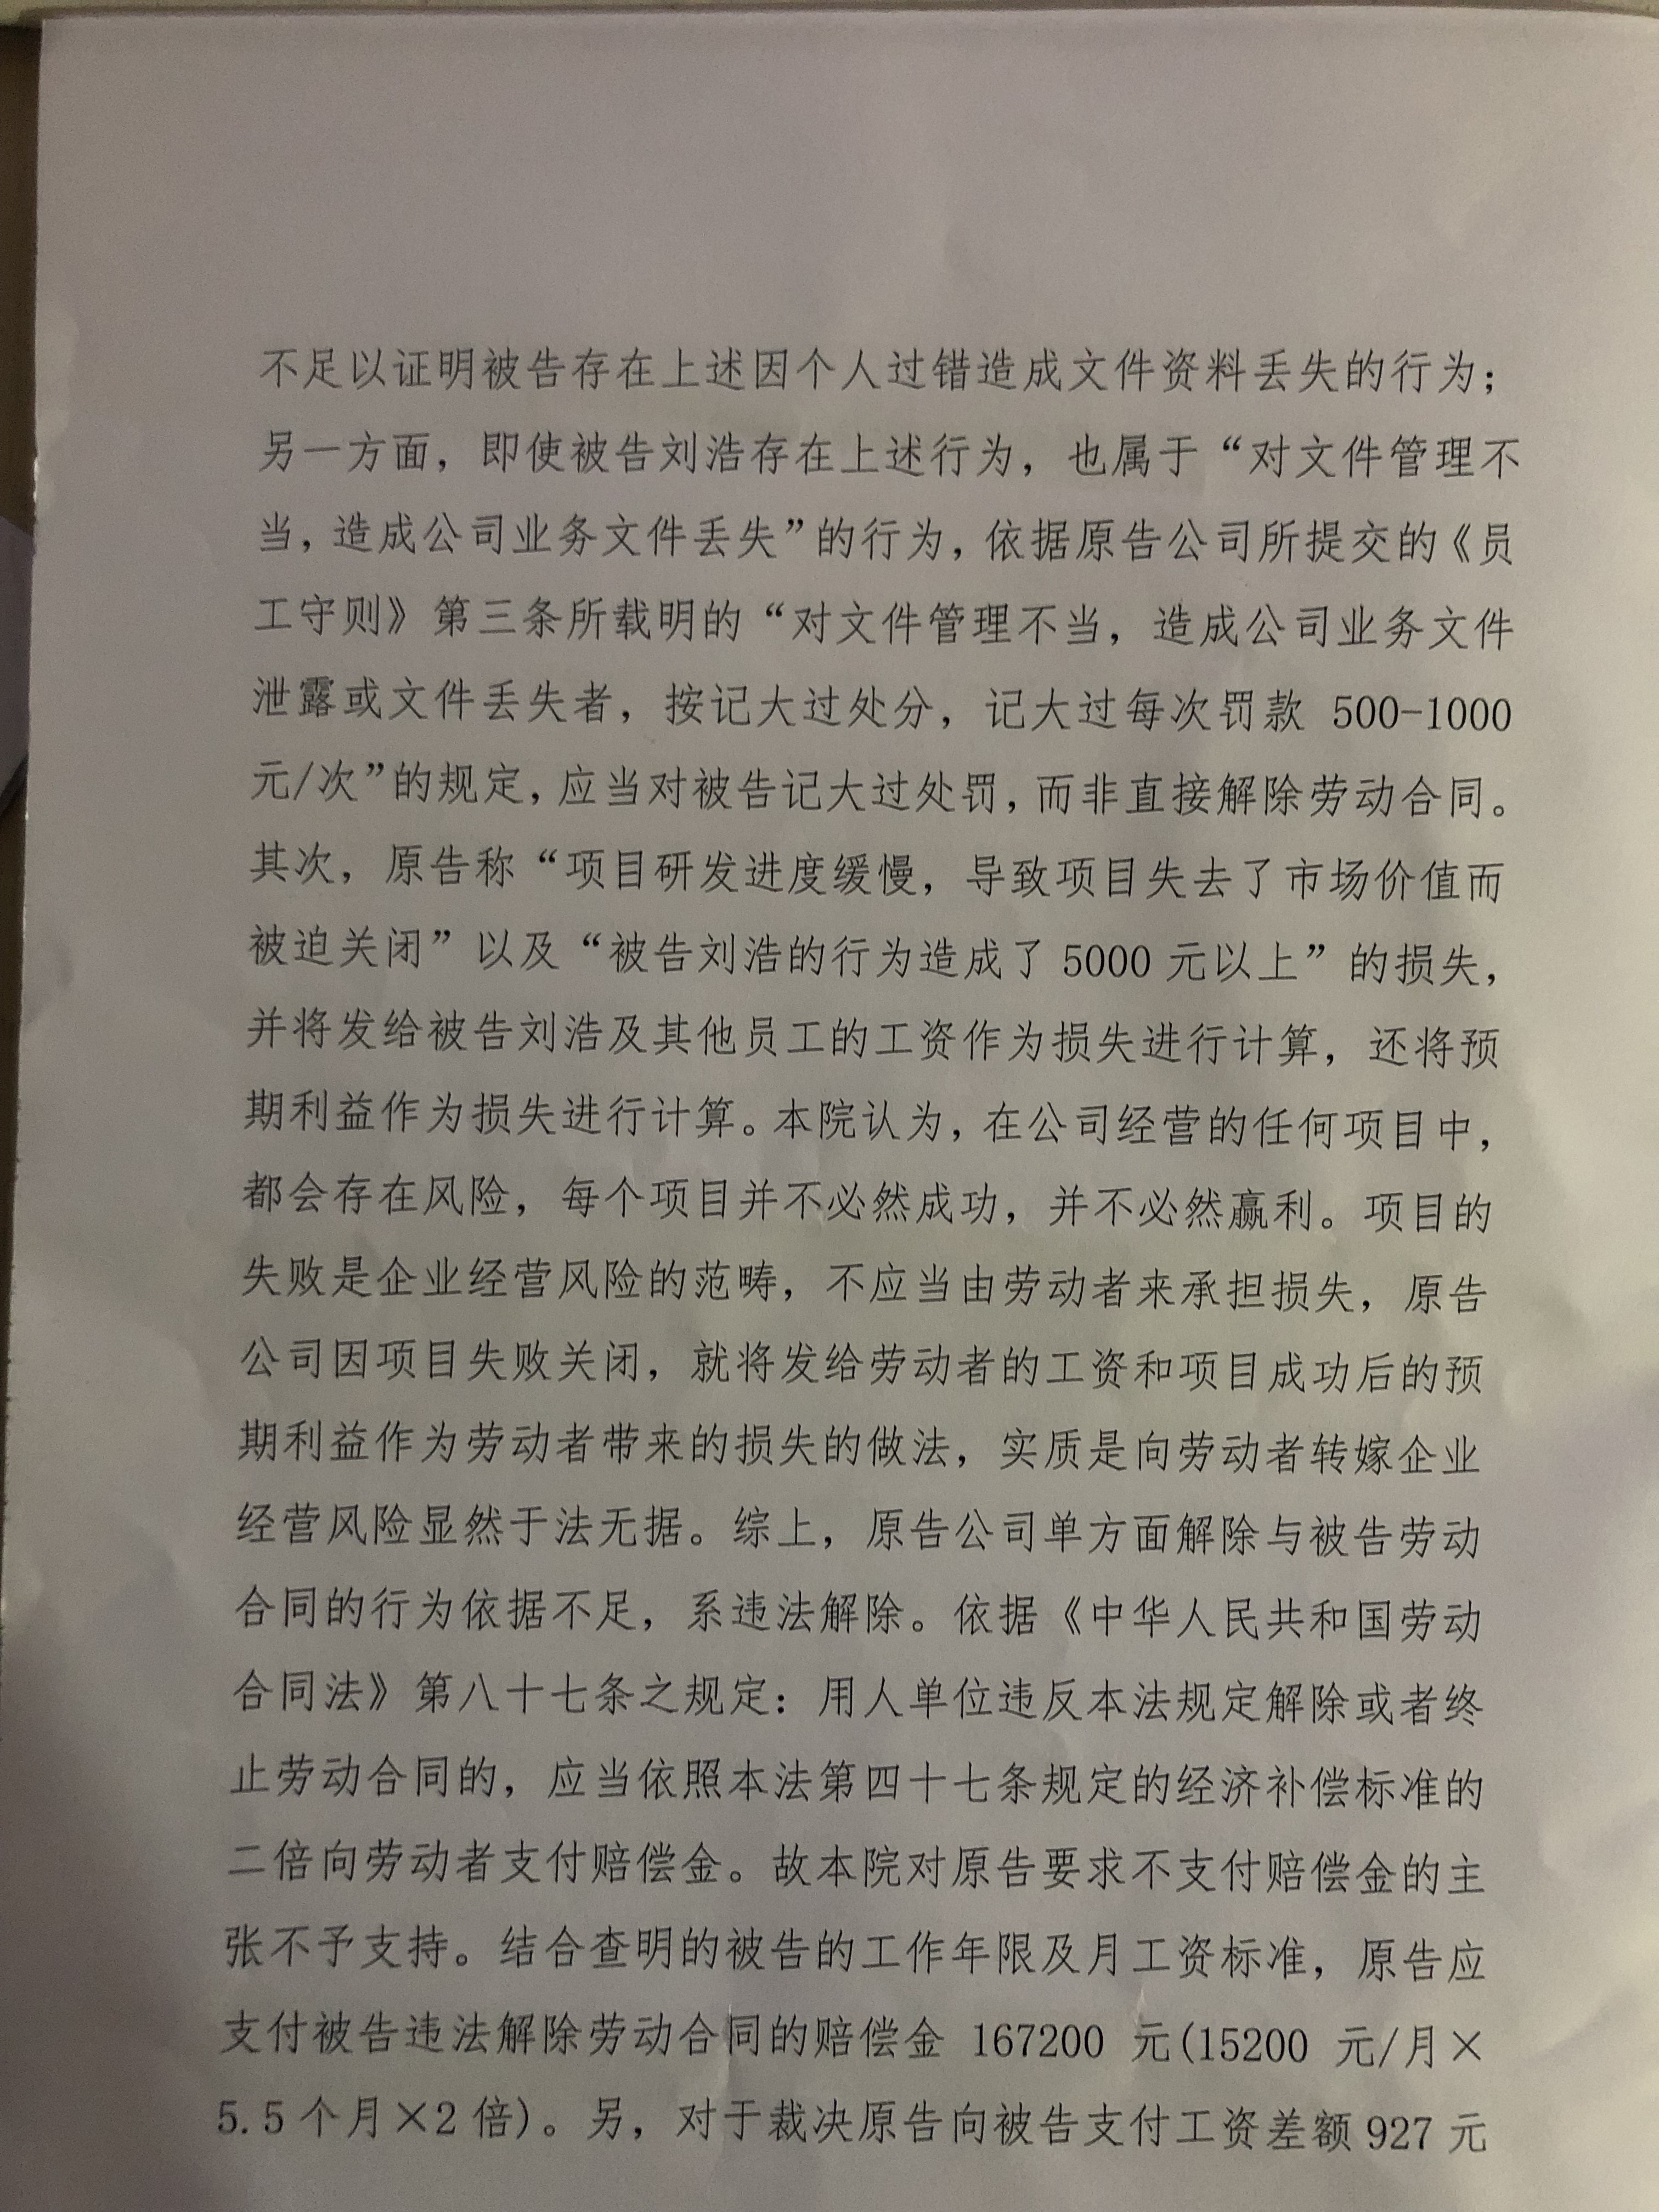 不足以证明被告存在上述因个人过错造成文件资料丢失的行为；
另一方面，即使被告刘浩存在上述行为，也属于“对文件管理不
当，造成公司业务文件丢失”的行为，依据原告公司所提交的《员
工守则》第三条所载明的“对文件管理不当，造成公司业务文件
泄露或文件丢失者，按记大过处分，记大过每次罚款 500-1000
元/次”的规定，应当对被告记大过处罚，而非直接解除劳动合同。
其次，原告称“项目研发进度缓慢，导致项目失去了市场价值而
被迫关闭”以及“被告刘浩的行为造成了 5000 元以上”的损失，
并将发给被告刘浩及其他员工的工资作为损失进行计算，还将预
期利益作为损失进行计算。本院认为，在公司经营的任何项目中，
都会存在风险，每个项目并不必然成功，并不必然赢利。项目的
失败是企业经营风险的范畴，不应当由劳动者来承担损失，原告
公司因项目失败关闭，就将发给劳动者的工资和项目成功后的预
期利益作为劳动者带来的损失的做法，实质是向劳动者转嫁企业
经营风险显然于法无据。综上，原告公司单方面解除与被告劳动
合同的行为依据不足，系违法解除。依据《中华人民共和国劳动
合同法》第八十七条之规定：用人单位违反本法规定解除或者终
止劳动合同的，应当依照本法第四十七条规定的经济补偿标准的
二倍向劳动者支付赔偿金。故本院对原告要求不支付赔偿金的主
张不予支持。结合查明的被告的工作年限及月工资标准，原告应
支付被告违法解除劳动合同的赔偿金 167200 元(15200 元/月×
5.5 个月×2 倍)。另，对于裁决原告向被告支付工资差额 927 元